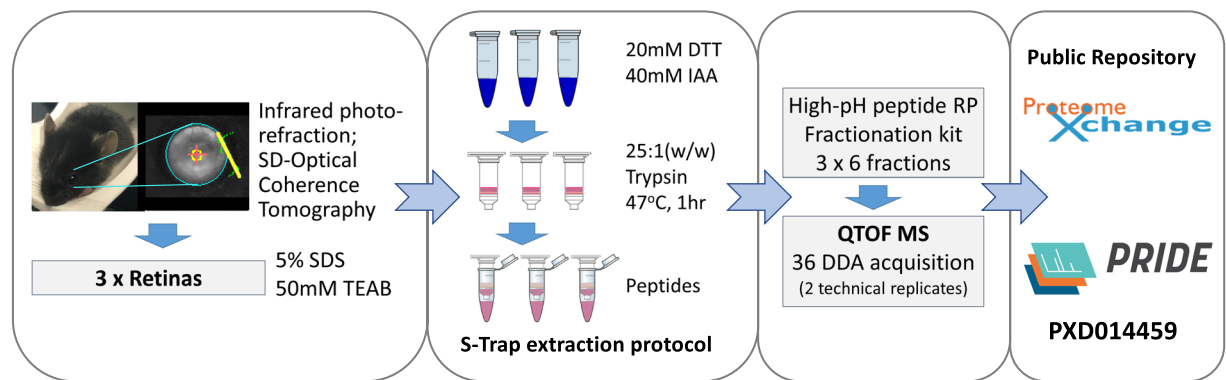 Infrared photo-
refraction;
SD-Optical
Coherence
Tomography
3 x Retinas
5% SDS
50mM TEAB
20mM DTT
40mM IAA
25:1(w/w)
Trypsin
47°C, 1hr
Peptides
S-Trap extraction protocol
High-pH peptide RP
Fractionation kit
3 x 6 fractions
QTOF MS
36 DDA acquisition
(2 technical replicates)
Public Repository
Proteome
Xchange
PRIDE
PXD014459